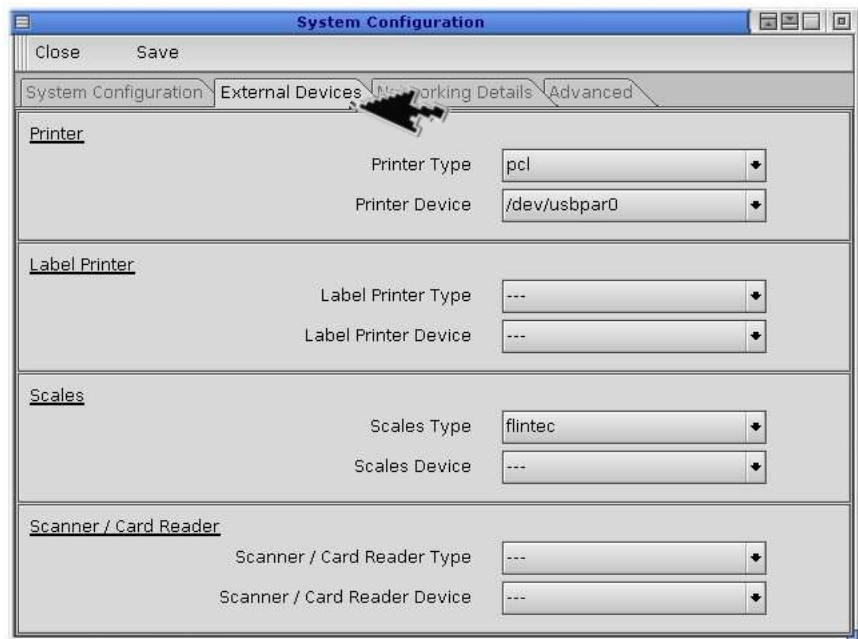 System Configuration
Close Save
System Configuration External Devices Networking Details Advanced
Printer
Printer Type pcl
Printer Device /dev/usbpar0
Label Printer
Label Printer Type ---
Label Printer Device ---
Scales
Scales Type flintec
Scales Device ---
Scanner / Card Reader
Scanner / Card Reader Type ---
Scanner / Card Reader Device ---